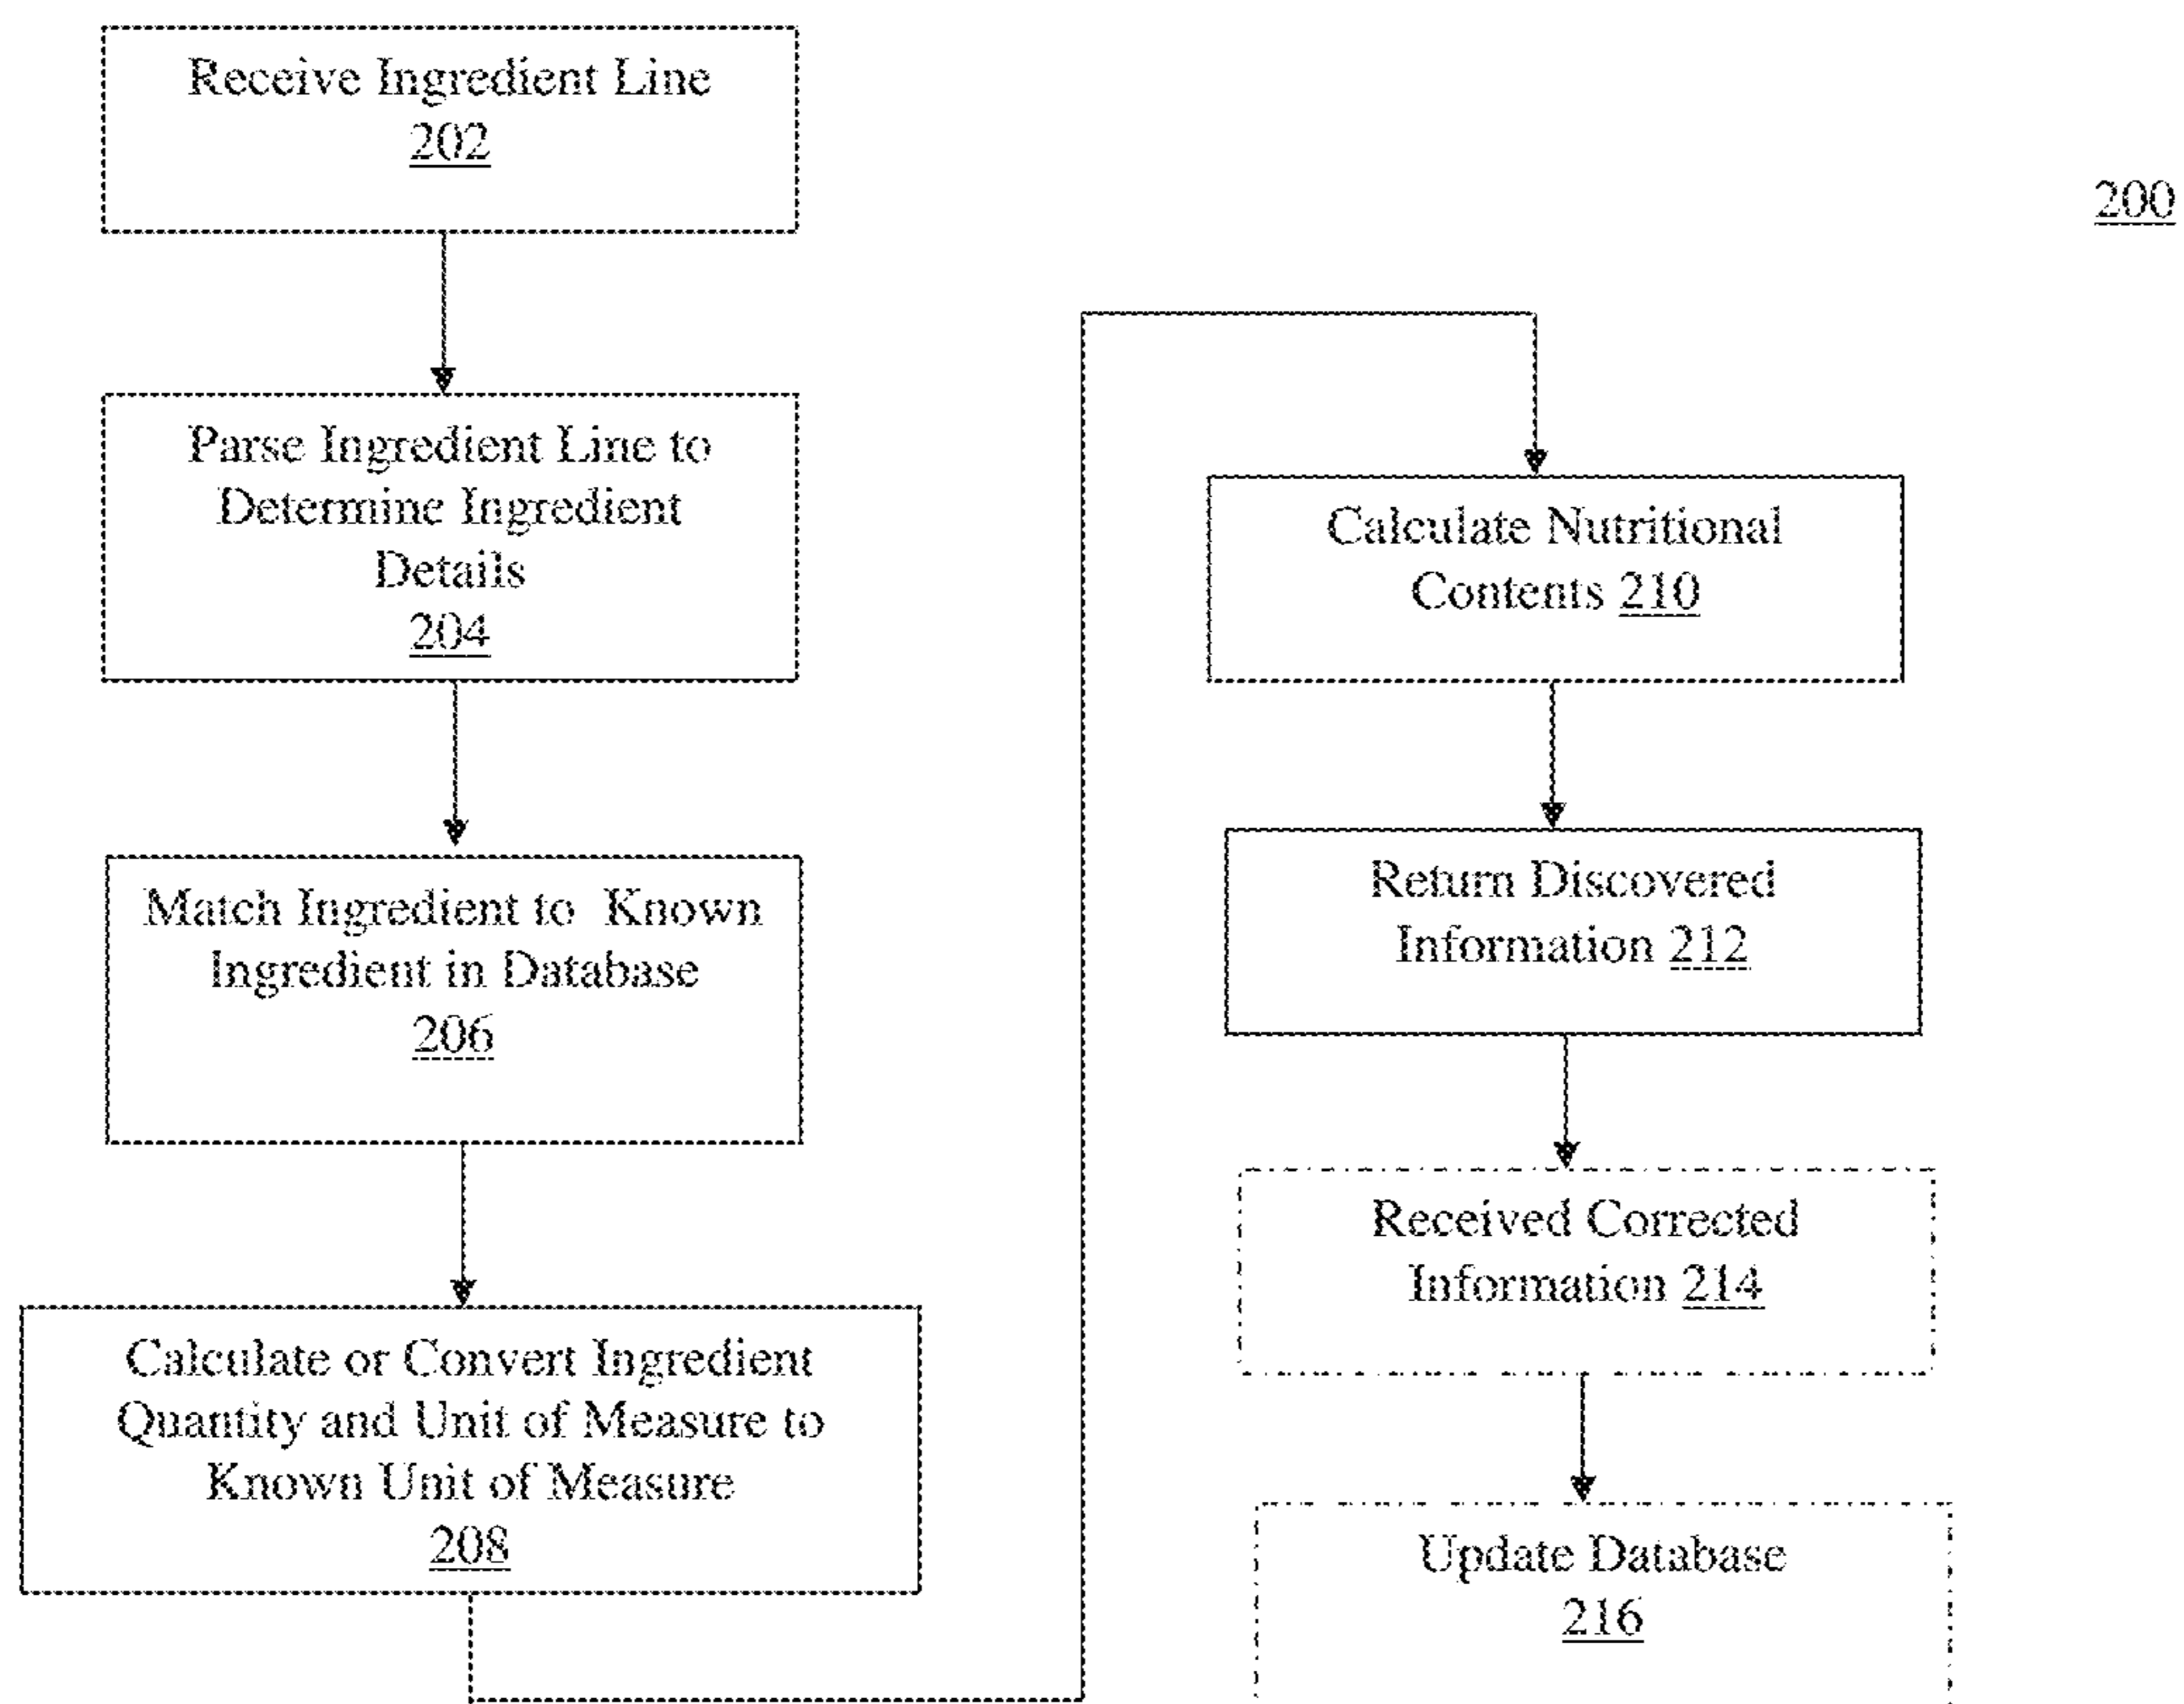 Receive Ingredient Line
202
200
Parse Ingredient Line to
Determine Ingredient
Details
204
Match Ingredient to Known
Ingredient in Database
206
Calculate or Convert Ingredient
Quantity and Unit of Measure to
Known Unit of Measure
208
Calculate Nutritional
Contents 210
Return Discovered
Information 212
Received Corrected
Information 214
Update Database
216